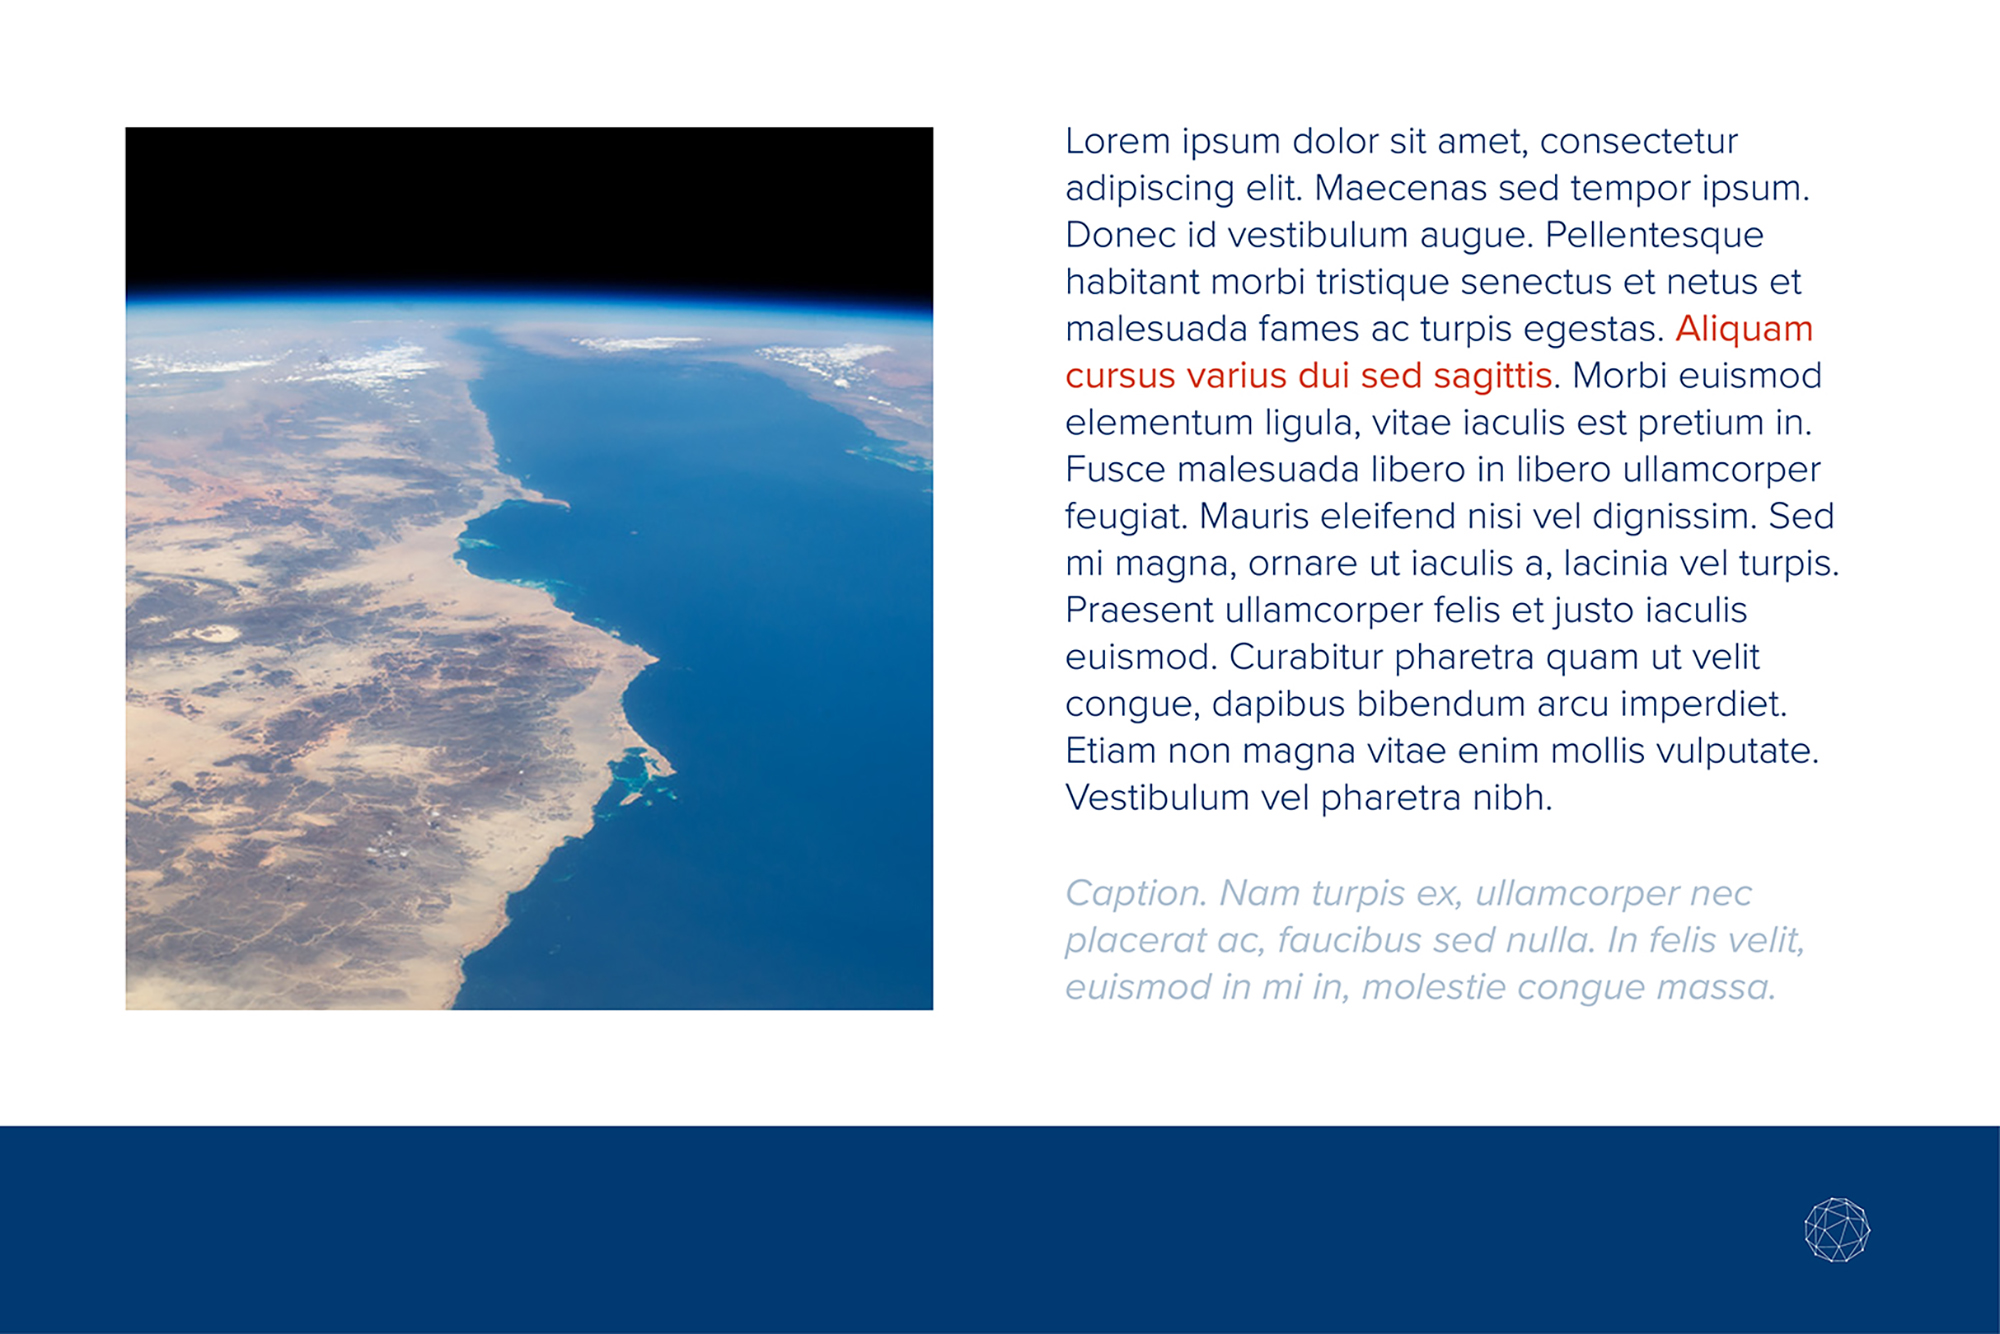 Lorem ipsum dolor sit amet, consectetur
adipiscing elit. Maecenas sed tempor ipsum.
Donec id vestibulum augue. Pellentesque
habitant morbi tristique senectus et netus et
malesuada fames ac turpis egestas. Aliquam
cursus varius dui sed sagittis. Morbi euismod
elementum ligula, vitae iaculis est pretium in.
Fusce malesuada libero in libero ullamcorper
feugiat. Mauris eleifend nisi vel dignissim. Sed
mi magna, ornare ut iaculis a, lacinia vel turpis.
Praesent ullamcorper felis et justo iaculis
euismod. Curabitur pharetra quam ut velit
congue, dapibus bibendum arcu imperdiet.
Etiam non magna vitae enim mollis vulputate.
Vestibulum vel pharetra nibh.
Caption. Nam turpis ex, ullamcorper nec
placerat ac, faucibus sed nulla. In felis velit,
euismod in mi in, molestie congue massa.